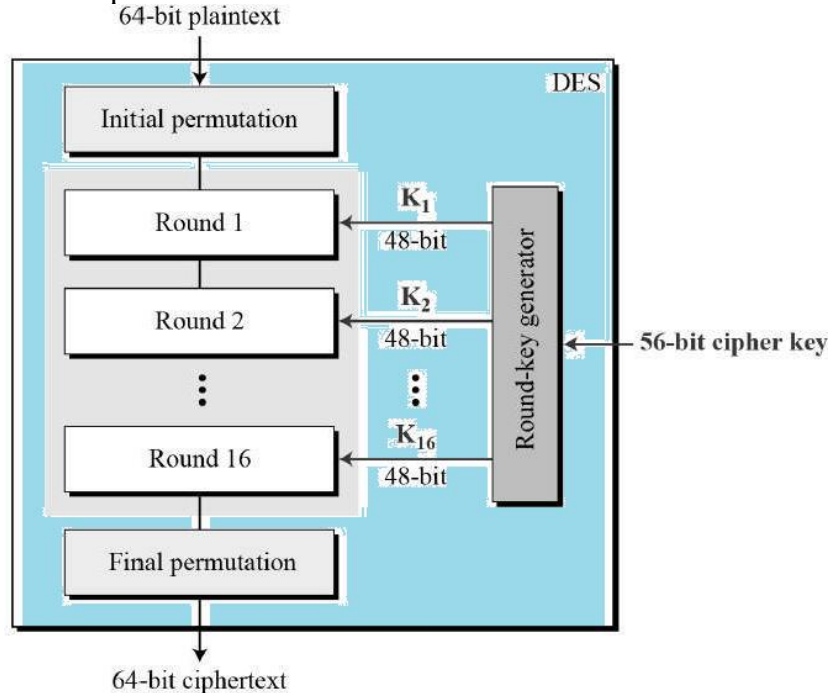 64-bit plaintext
DES
Initial permutation
K1
Round 1
48-bit
K2
Round 2
48-bit
Round-key generator
56-bit cipher key
K16
Round 16
48-bit
Final permutation
64-bit ciphertext